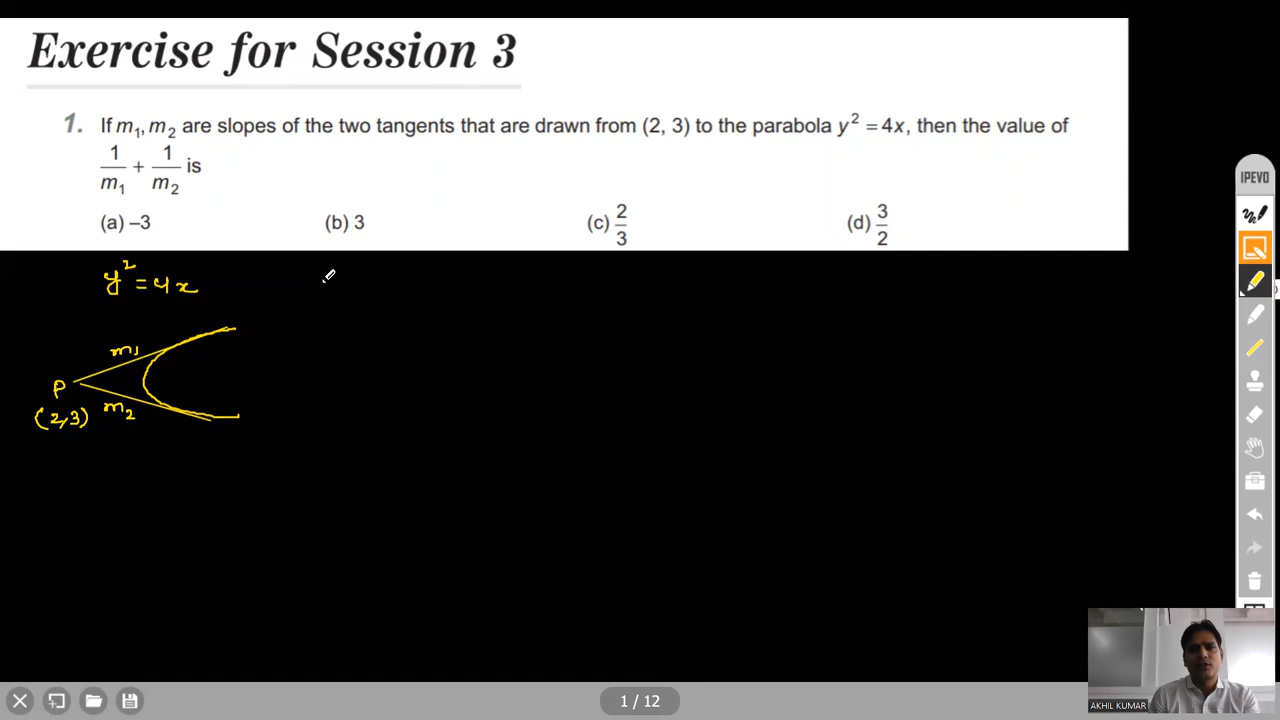 Exercise for Session 3
1. If m₁, m₂ are slopes of the two tangents that are drawn from (2, 3) to the parabola y² = 4x, then the value of
1/m₁ + 1/m₂ is
(a) –3 (b) 3 (c) 2/3 (d) 3/2
y² = 4x
m₁
P
m₂
(2,3)
IPEVO
1 / 12
AKHIL KUMAR